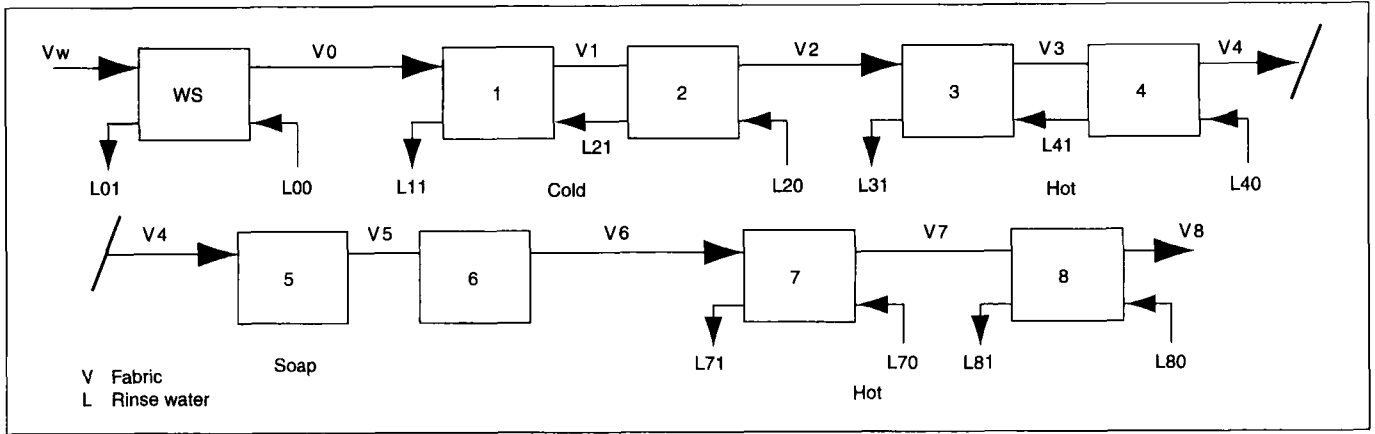 Vw V0 V1 V2 V3 V4
WS 1 2 3 4
L21 L41
L01 L00 L11 Cold L20 L31 Hot L40
V4 V5 V6 V7 V8
5 6 7 8
Soap L71 L70 L81 L80
Hot
V Fabric
L Rinse water